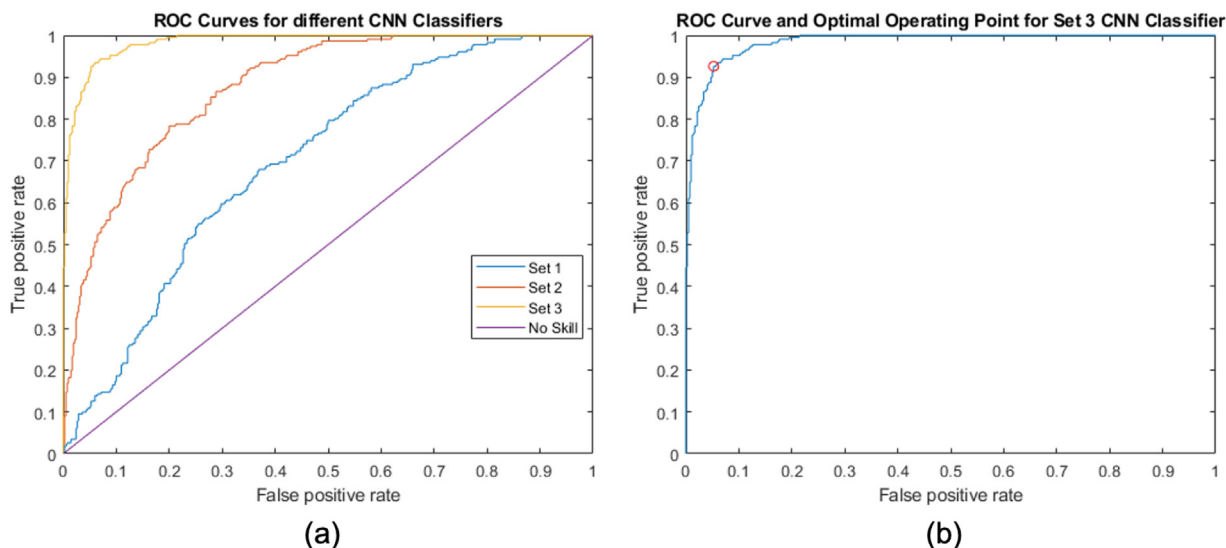 ROC Curves for different CNN Classifiers
1
0.9
0.8
0.7
0.6
0.5
0.4
0.3
0.2
0.1
0
True positive rate
Set 1
Set 2
Set 3
No Skill
0 0.1 0.2 0.3 0.4 0.5 0.6 0.7 0.8 0.9 1
False positive rate
(a)
ROC Curve and Optimal Operating Point for Set 3 CNN Classifier
1
0.9
0.8
0.7
0.6
0.5
0.4
0.3
0.2
0.1
0
True positive rate
0 0.1 0.2 0.3 0.4 0.5 0.6 0.7 0.8 0.9 1
False positive rate
(b)